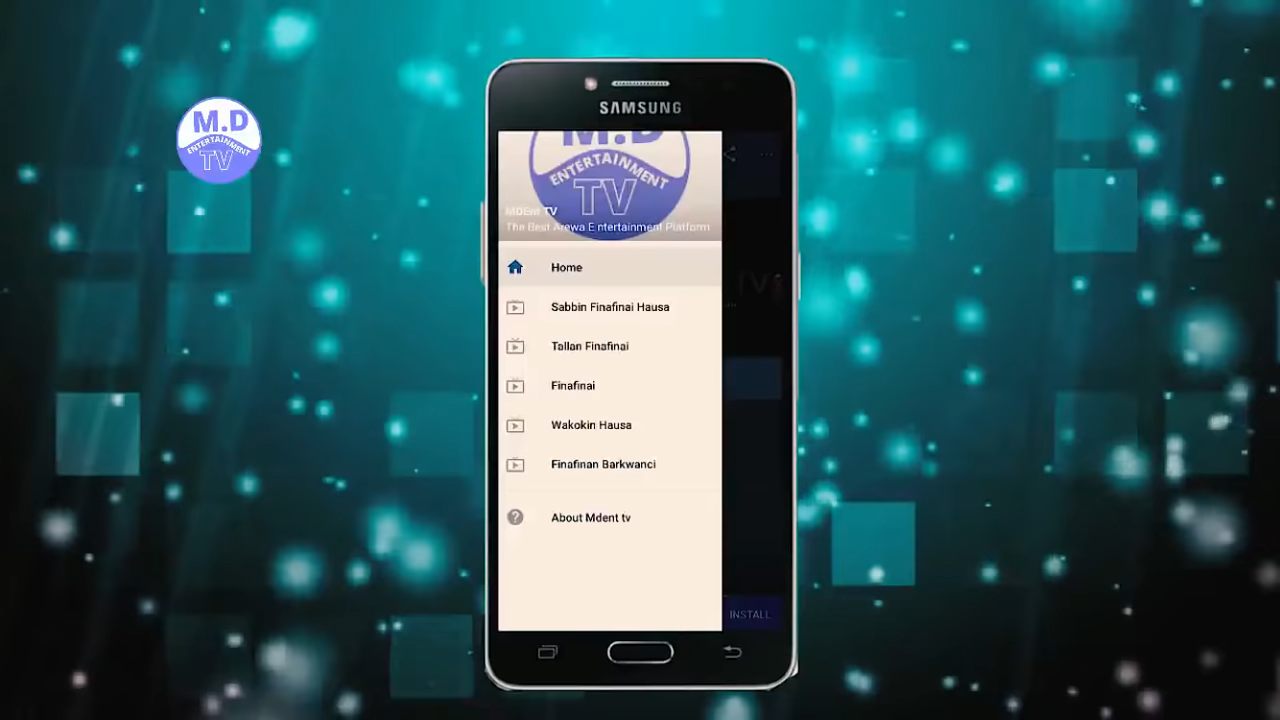 M.D
ENTERTAINMENT
TV
SAMSUNG
M.D
ENTERTAINMENT
TV
MDEnt TV
The Best Arewa Entertainment Platform
Home
Sabbin Finafinai Hausa
Tallan Finafinai
Finafinai
Wakokin Hausa
Finafinan Barkwanci
About Mdent tv
INSTALL